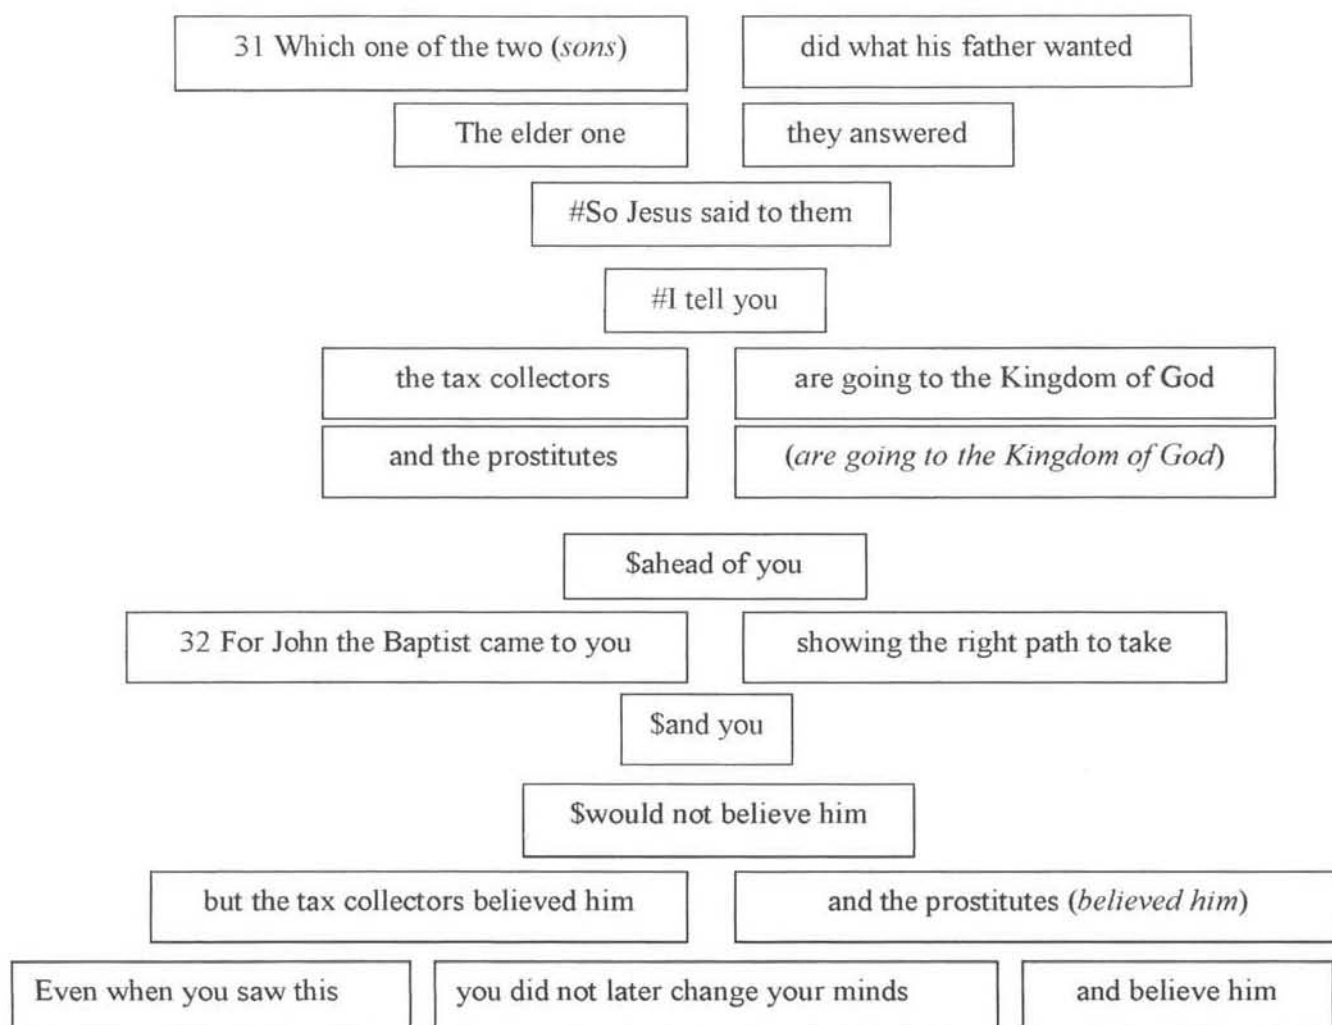 31 Which one of the two (sons) did what his father wanted
The elder one they answered
#So Jesus said to them
#I tell you
the tax collectors are going to the Kingdom of God
and the prostitutes (are going to the Kingdom of God)
$ahead of you
32 For John the Baptist came to you showing the right path to take
$and you
$would not believe him
but the tax collectors believed him and the prostitutes (believed him)
Even when you saw this you did not later change your minds and believe him